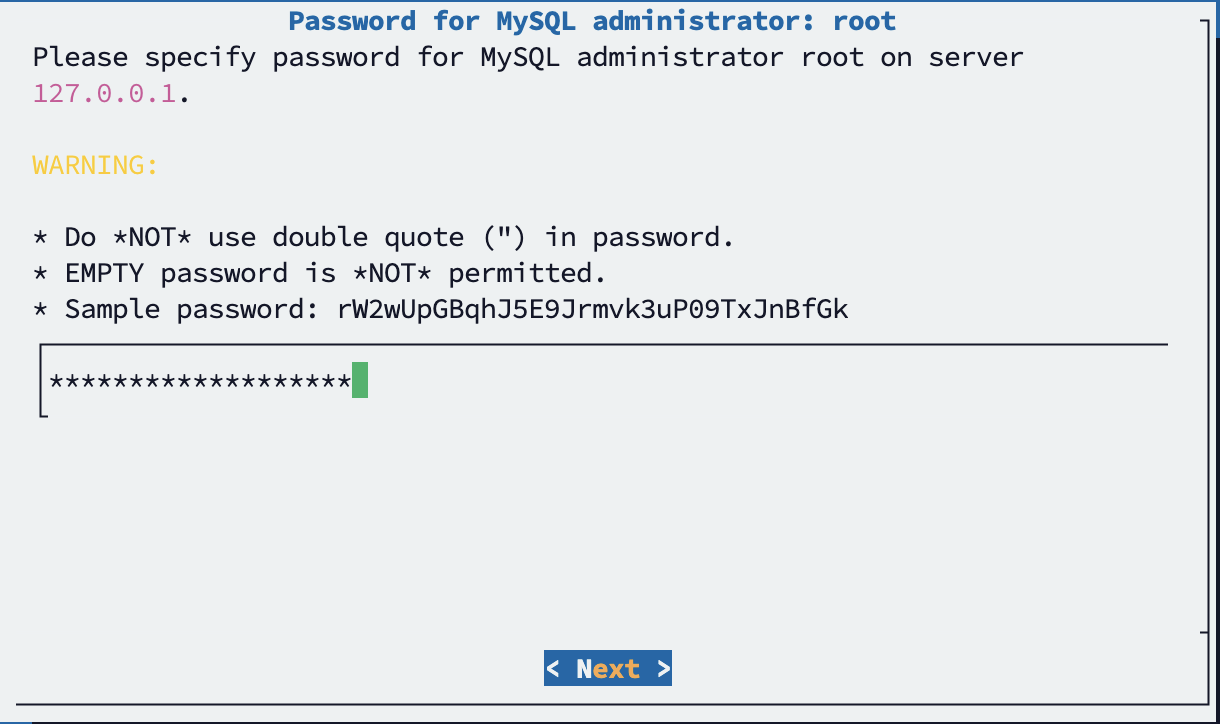 Password for MySQL administrator: root
Please specify password for MySQL administrator root on server
127.0.0.1.
WARNING:
* Do *NOT* use double quote (") in password.
* EMPTY password is *NOT* permitted.
* Sample password: rW2wUpGBqhJ5E9Jrmvk3uP09TxJnBfGk
*******************
< Next >